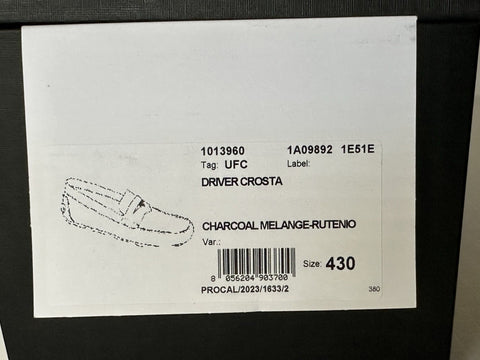 1013960 1A09892 1E51E
Tag: UFC Label:
DRIVER CROSTA
CHARCOAL MELANGE-RUTENIO
Var.:
8 056204 903700
Size: 430
PROCAL/2023/1633/2
380